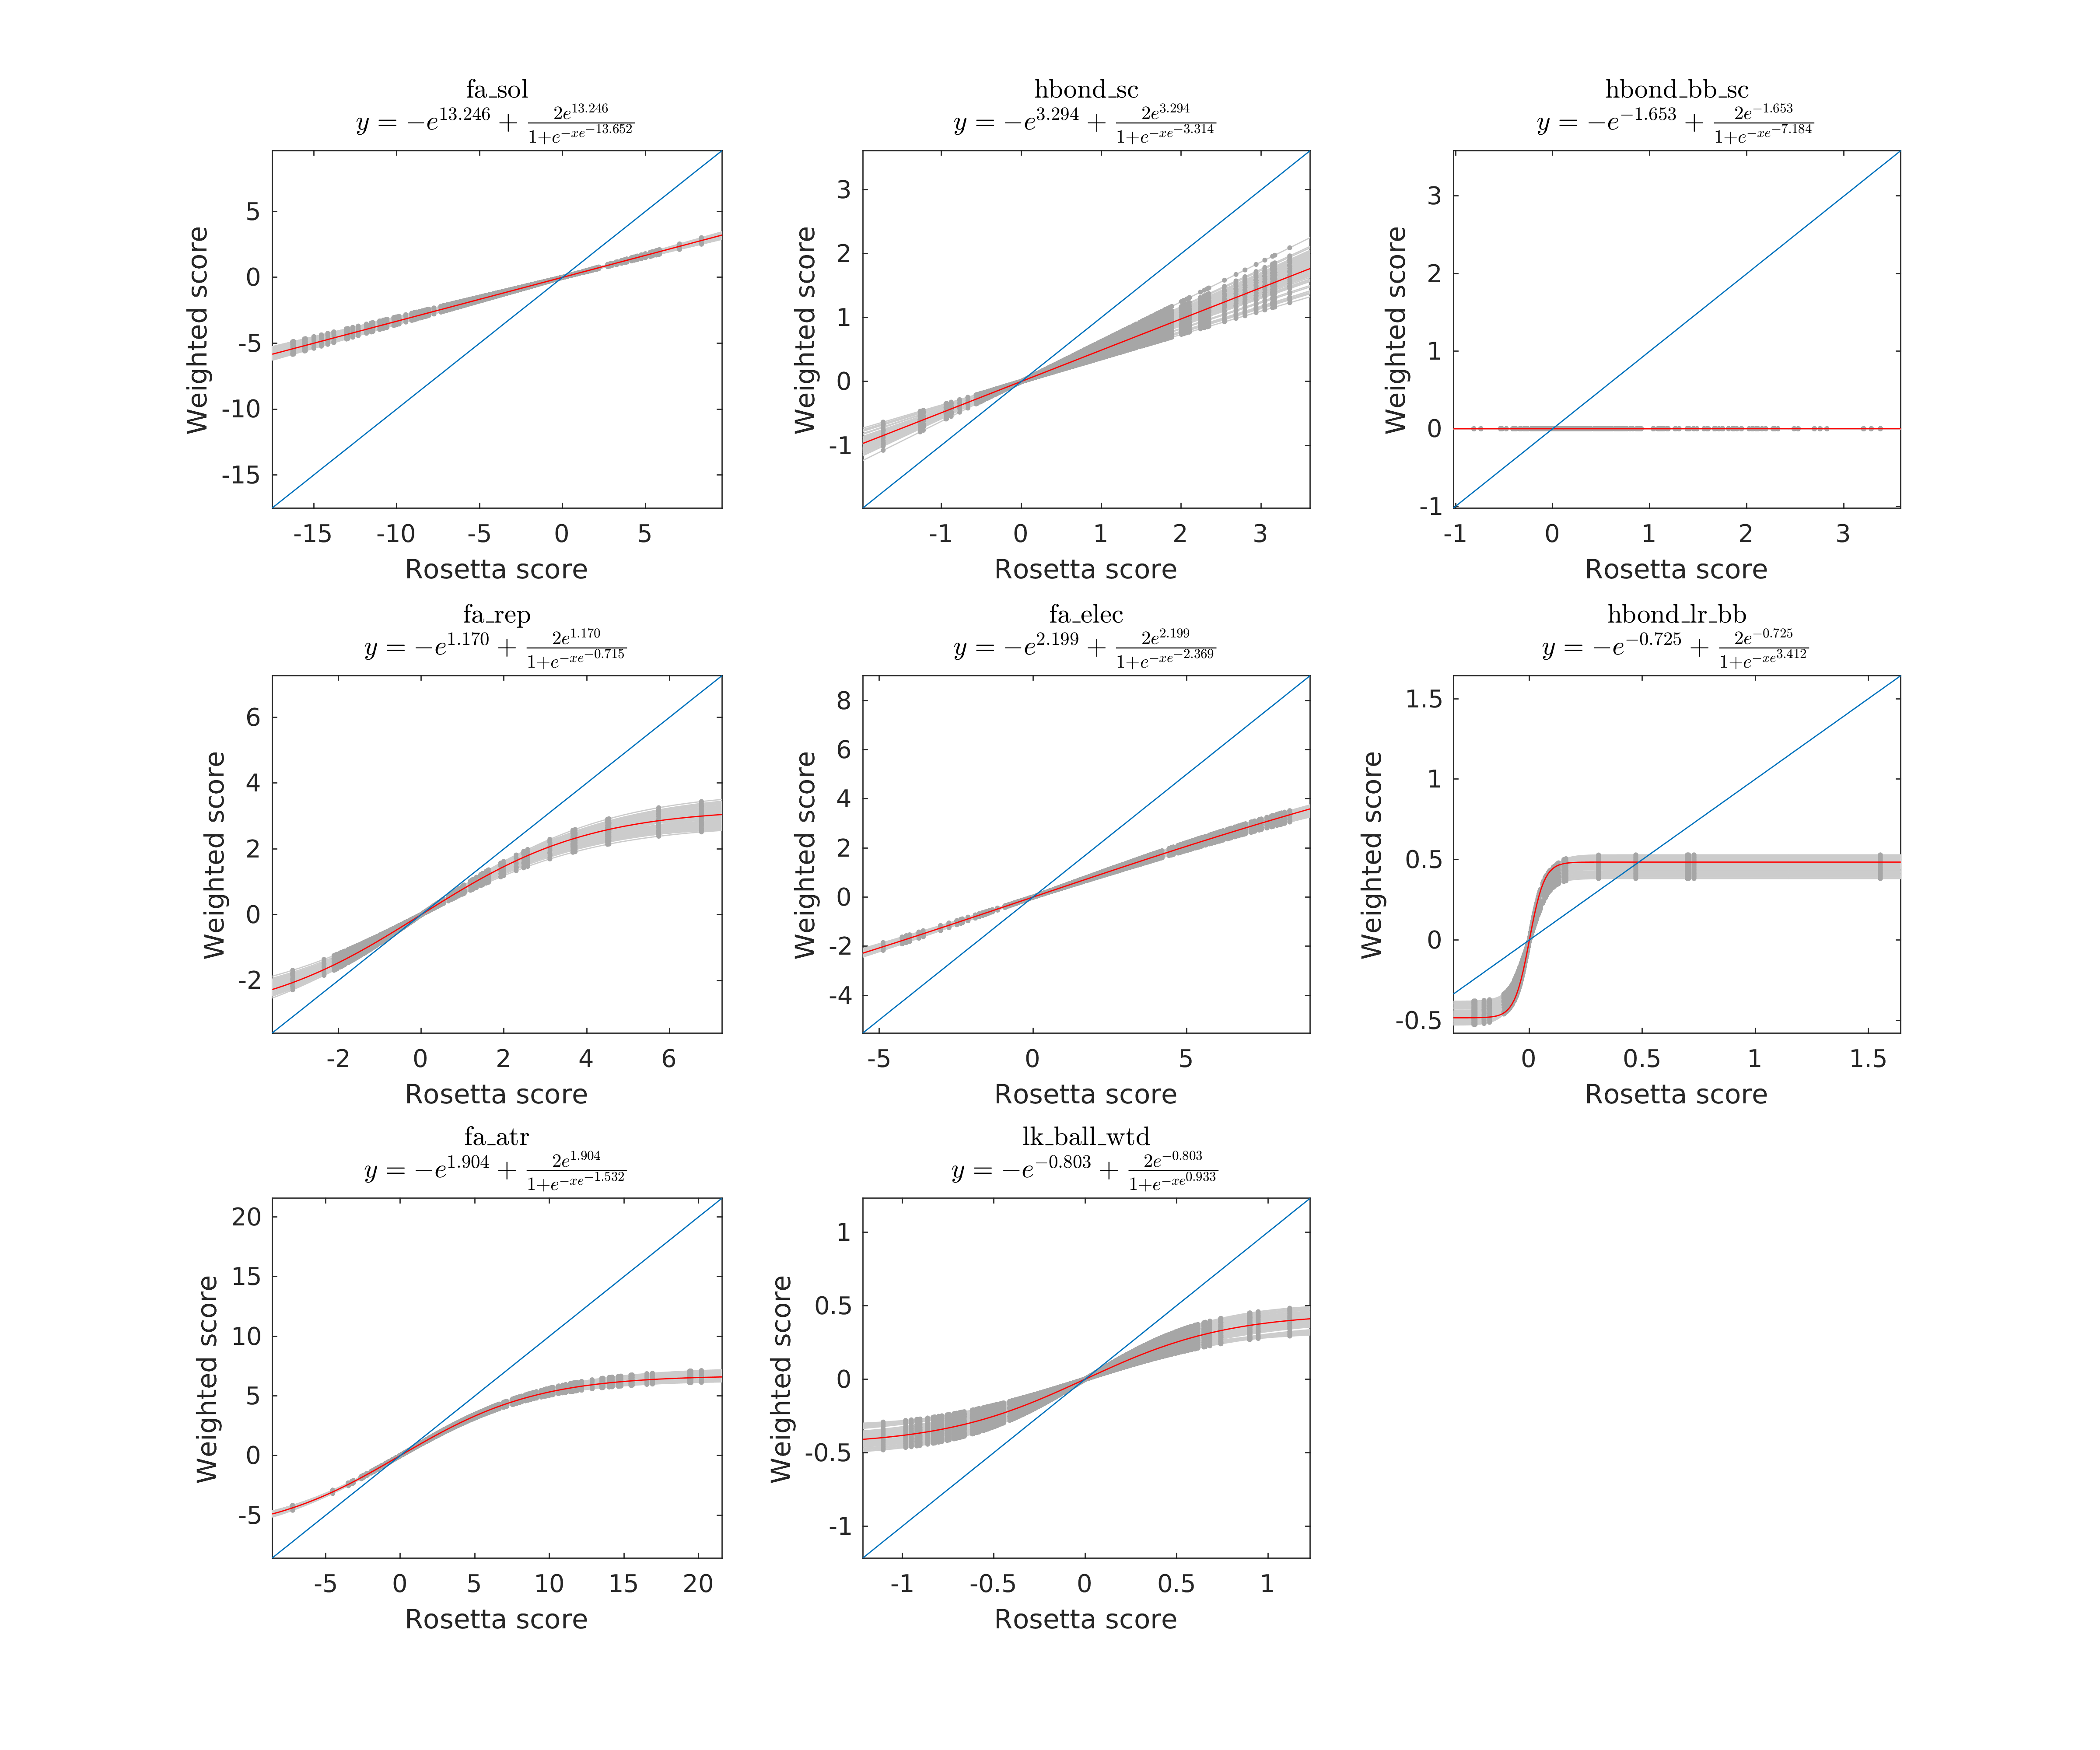 fa_sol
y = −e^{13.246} + \frac{2e^{13.246}}{1+e^{−xe^{−13.652}}}
5
0
-5
-10
-15
Weighted score
-15 -10 -5 0 5
Rosetta score
hbond_sc
y = −e^{3.294} + \frac{2e^{3.294}}{1+e^{−xe^{−3.314}}}
3
2
1
0
-1
Weighted score
-1 0 1 2 3
Rosetta score
hbond_bb_sc
y = −e^{−1.653} + \frac{2e^{−1.653}}{1+e^{−xe^{−7.184}}}
3
2
1
0
-1
Weighted score
-1 0 1 2 3
Rosetta score
fa_rep
y = −e^{1.170} + \frac{2e^{1.170}}{1+e^{−xe^{−0.715}}}
6
4
2
0
-2
Weighted score
-2 0 2 4 6
Rosetta score
fa_elec
y = −e^{2.199} + \frac{2e^{2.199}}{1+e^{−xe^{−2.369}}}
8
6
4
2
0
-2
-4
Weighted score
-5 0 5
Rosetta score
hbond_lr_bb
y = −e^{−0.725} + \frac{2e^{−0.725}}{1+e^{−xe^{3.412}}}
1.5
1
0.5
0
-0.5
Weighted score
0 0.5 1 1.5
Rosetta score
fa_atr
y = −e^{1.904} + \frac{2e^{1.904}}{1+e^{−xe^{−1.532}}}
20
15
10
5
0
-5
Weighted score
-5 0 5 10 15 20
Rosetta score
lk_ball_wtd
y = −e^{−0.803} + \frac{2e^{−0.803}}{1+e^{−xe^{0.933}}}
1
0.5
0
-0.5
-1
Weighted score
-1 -0.5 0 0.5 1
Rosetta score